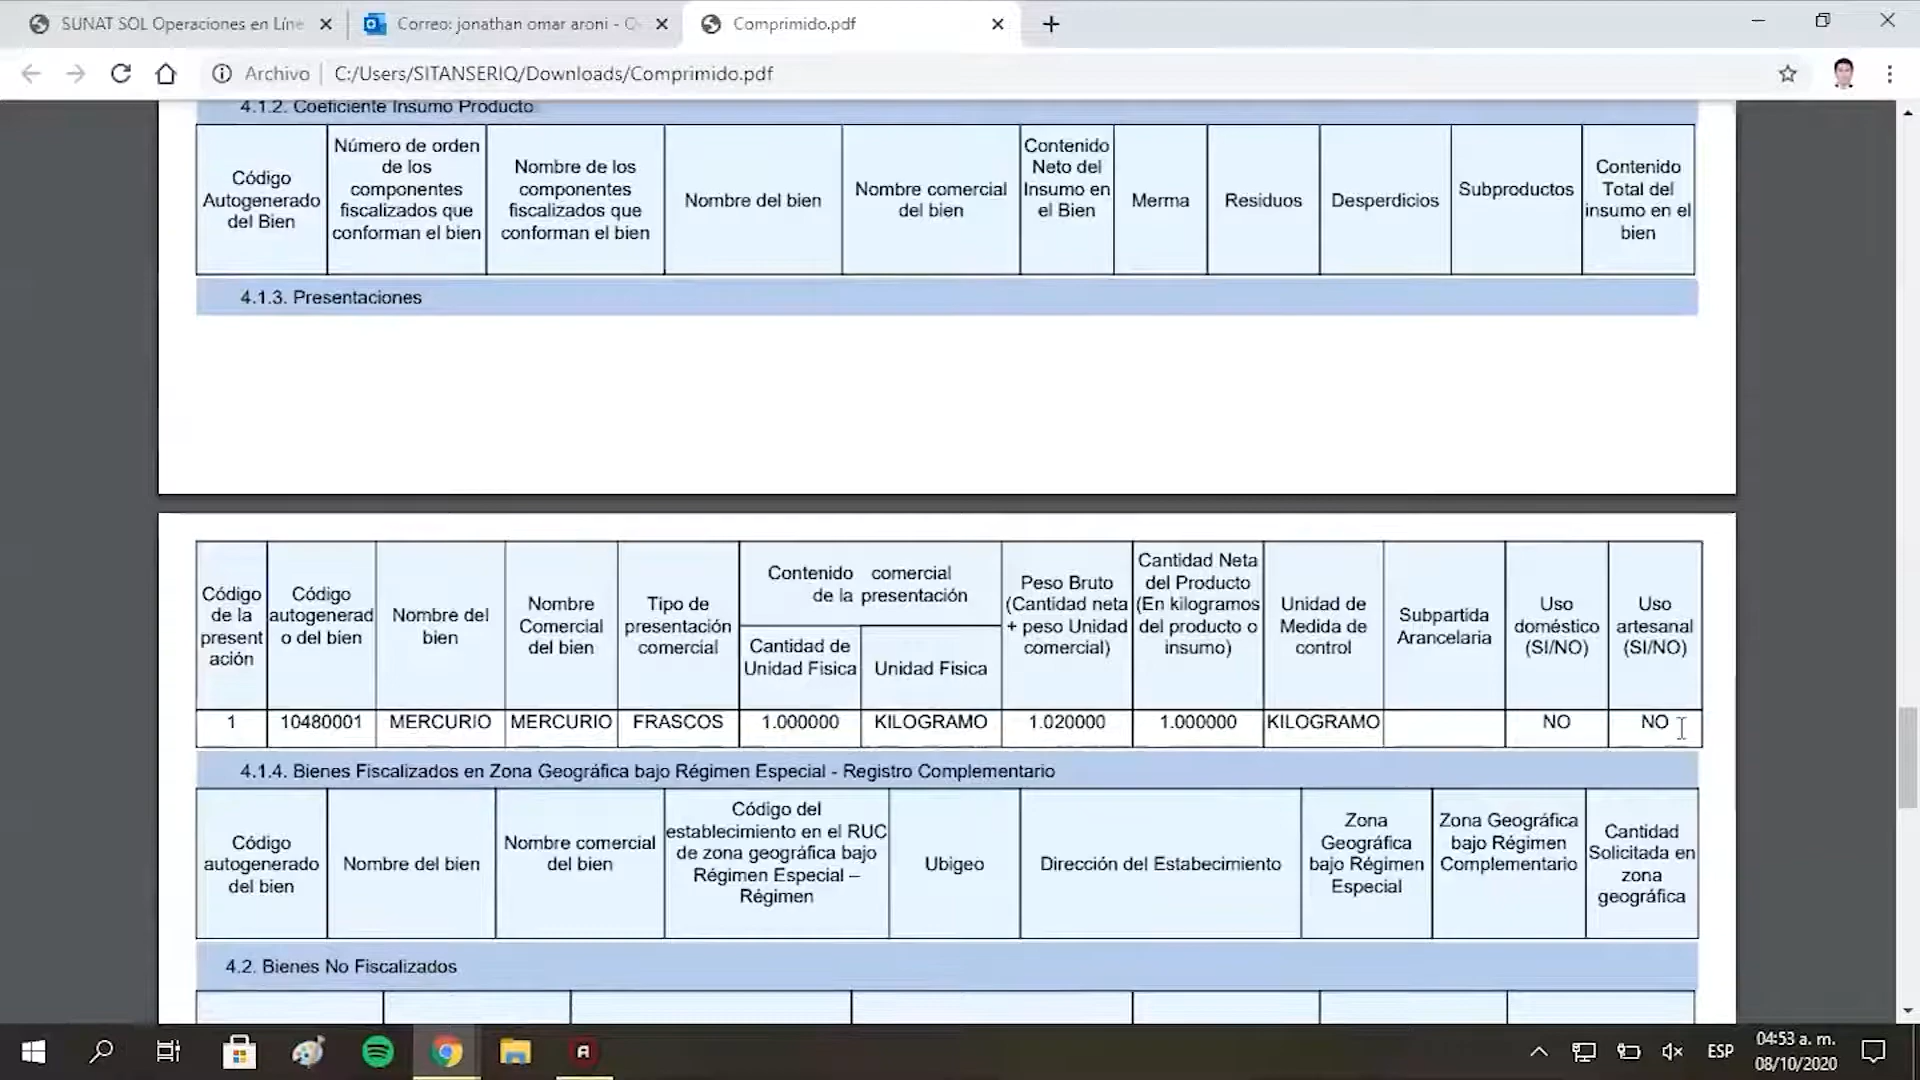 SUNAT SOL Operaciones en Líne
Correo: jonathan omar aroni - O
Comprimido.pdf
Archivo | C:/Users/SITANSERIQ/Downloads/Comprimido.pdf
4.1.2. Coeficiente Insumo Producto
Código
Autogenerado
del Bien
Número de orden
de los
componentes
fiscalizados que
conforman el bien
Nombre de los
componentes
fiscalizados que
conforman el bien
Nombre del bien
Nombre comercial
del bien
Contenido
Neto del
Insumo en
el Bien
Merma
Residuos
Desperdicios
Subproductos
Contenido
Total del
insumo en el
bien
4.1.3. Presentaciones
Código
de la
present
ación
Código
autogenerad
o del bien
Nombre del
bien
Nombre
Comercial
del bien
Tipo de
presentación
comercial
Contenido comercial
de la presentación
Cantidad de
Unidad Fisica
Unidad Fisica
Peso Bruto
(Cantidad neta
+ peso Unidad
comercial)
Cantidad Neta
del Producto
(En kilogramos
del producto o
insumo)
Unidad de
Medida de
control
Subpartida
Arancelaria
Uso
doméstico
(SI/NO)
Uso
artesanal
(SI/NO)
1 10480001 MERCURIO MERCURIO FRASCOS 1.000000 KILOGRAMO 1.020000 1.000000 KILOGRAMO NO NO
4.1.4. Bienes Fiscalizados en Zona Geográfica bajo Régimen Especial - Registro Complementario
Código
autogenerado
del bien
Nombre del bien
Nombre comercial
del bien
Código del
establecimiento en el RUC
de zona geográfica bajo
Régimen Especial –
Régimen
Ubigeo
Dirección del Estabecimiento
Zona
Geográfica
bajo Régimen
Especial
Zona Geográfica
bajo Régimen
Complementario
Cantidad
Solicitada en
zona
geográfica
4.2. Bienes No Fiscalizados
ESP
04:53 a. m.
08/10/2020